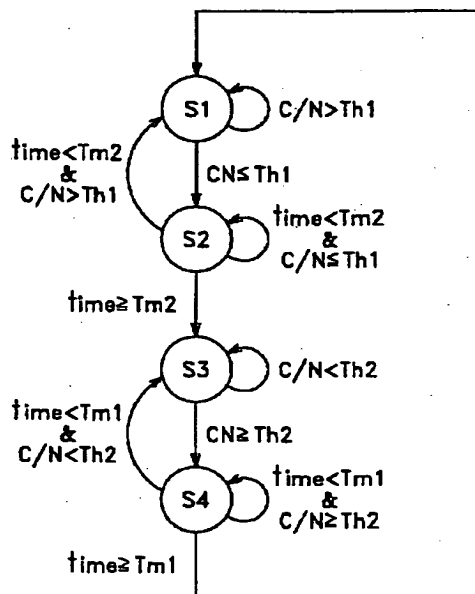 S1
C/N>Th1
time<Tm2
&
C/N>Th1
CN≤Th1
S2
time<Tm2
&
C/N≤Th1
time≧Tm2
S3
C/N<Th2
time<Tm1
&
C/N<Th2
CN≧Th2
S4
time<Tm1
&
C/N≧Th2
time≧Tm1